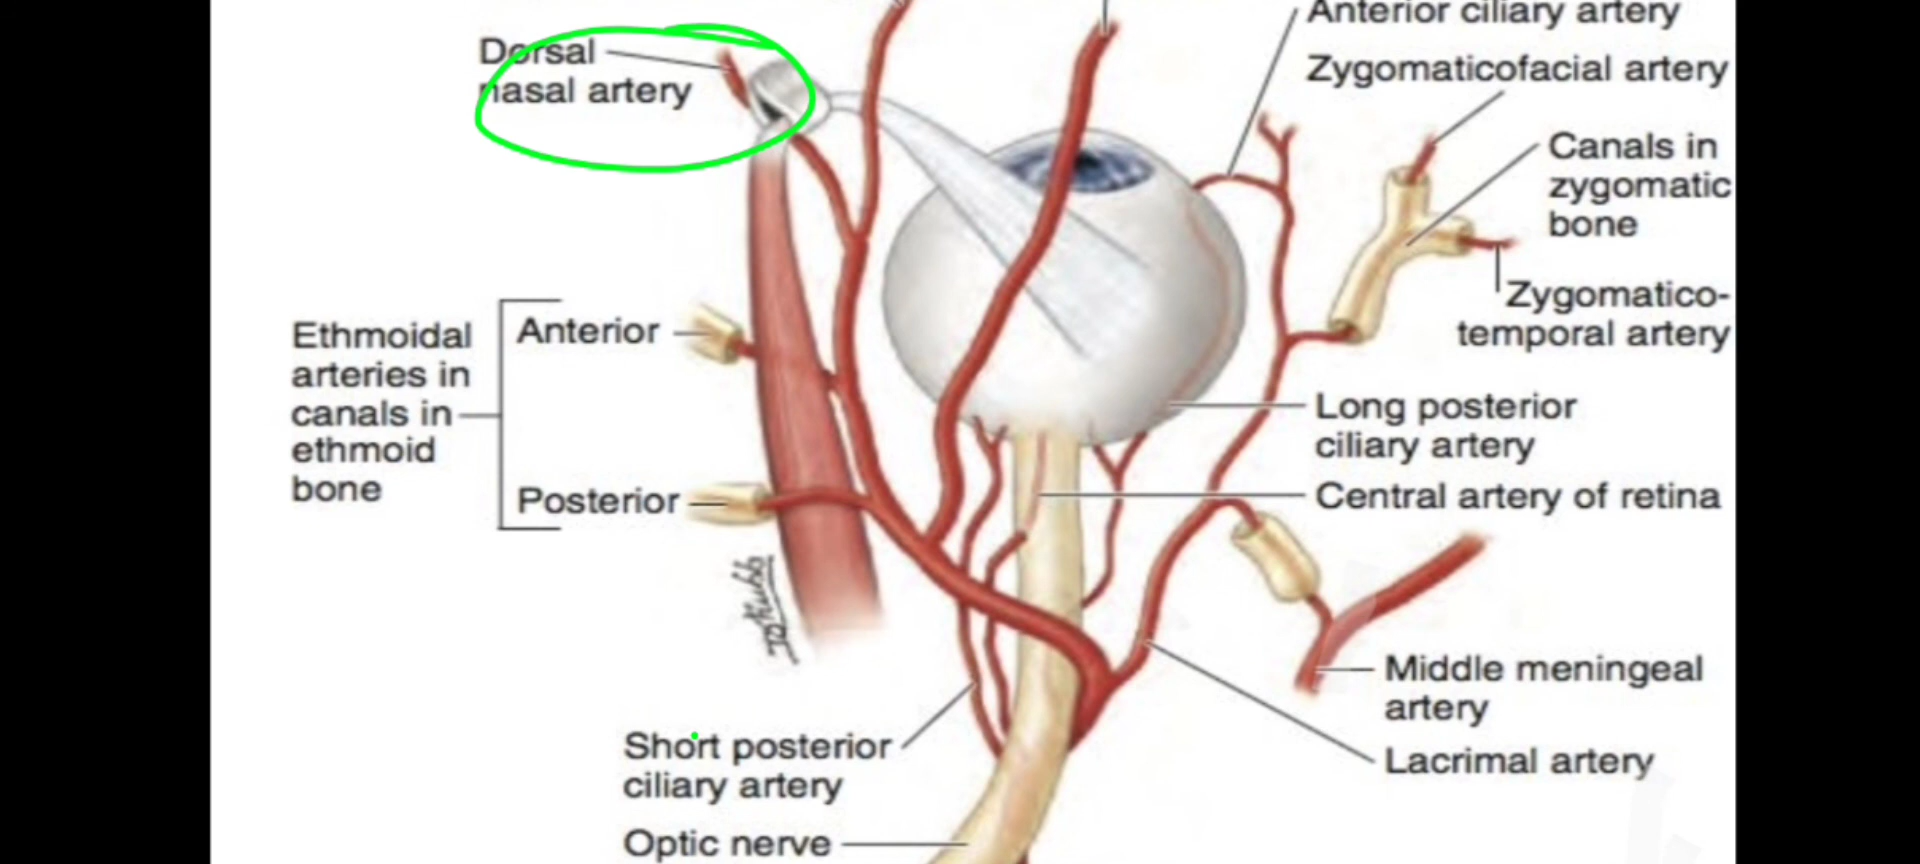 Dorsal
nasal artery
Anterior ciliary artery
Zygomaticofacial artery
Canals in
zygomatic
bone
Zygomatico-
temporal artery
Ethmoidal
arteries in
canals in
ethmoid
bone
Anterior
Posterior
Long posterior
ciliary artery
Central artery of retina
Middle meningeal
artery
Lacrimal artery
Short posterior
ciliary artery
Optic nerve